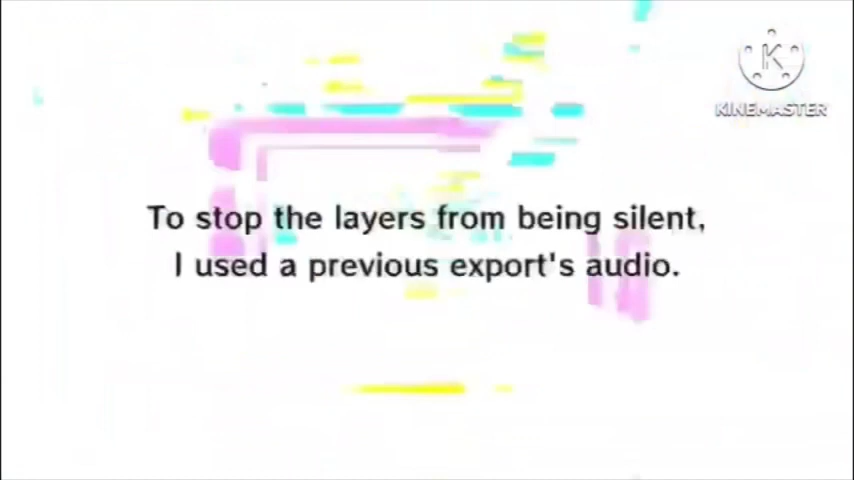 KINEMASTER
To stop the layers from being silent,
I used a previous export's audio.